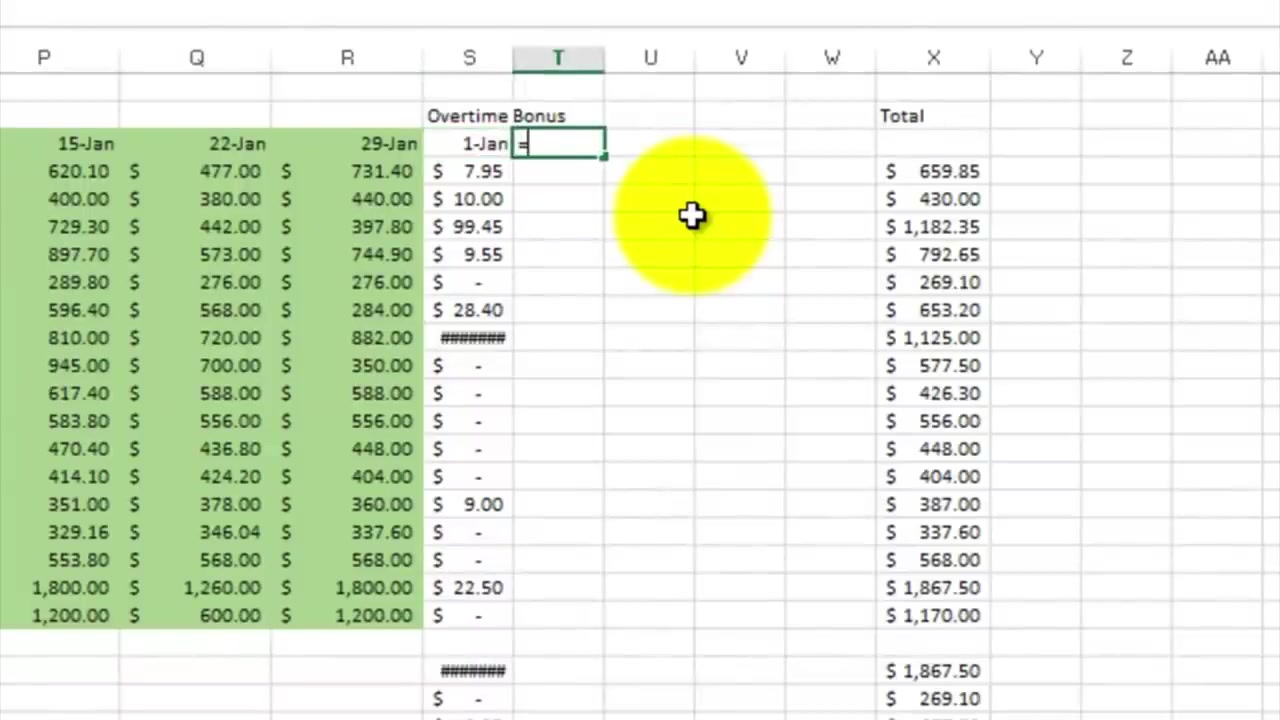 P Q R S T U V W X Y Z AA
Overtime Bonus Total
15-Jan 22-Jan 29-Jan 1-Jan =
620.10 $ 477.00 $ 731.40 $ 7.95 $ 659.85
400.00 $ 380.00 $ 440.00 $ 10.00 $ 430.00
729.30 $ 442.00 $ 397.80 $ 99.45 $ 1,182.35
897.70 $ 573.00 $ 744.90 $ 9.55 $ 792.65
289.80 $ 276.00 $ 276.00 $ - $ 269.10
596.40 $ 568.00 $ 284.00 $ 28.40 $ 653.20
810.00 $ 720.00 $ 882.00 ####### $ 1,125.00
945.00 $ 700.00 $ 350.00 $ - $ 577.50
617.40 $ 588.00 $ 588.00 $ - $ 426.30
583.80 $ 556.00 $ 556.00 $ - $ 556.00
470.40 $ 436.80 $ 448.00 $ - $ 448.00
414.10 $ 424.20 $ 404.00 $ - $ 404.00
351.00 $ 378.00 $ 360.00 $ 9.00 $ 387.00
329.16 $ 346.04 $ 337.60 $ - $ 337.60
553.80 $ 568.00 $ 568.00 $ - $ 568.00
1,800.00 $ 1,260.00 $ 1,800.00 $ 22.50 $ 1,867.50
1,200.00 $ 600.00 $ 1,200.00 $ - $ 1,170.00
####### $ 1,867.50
$ - $ 269.10